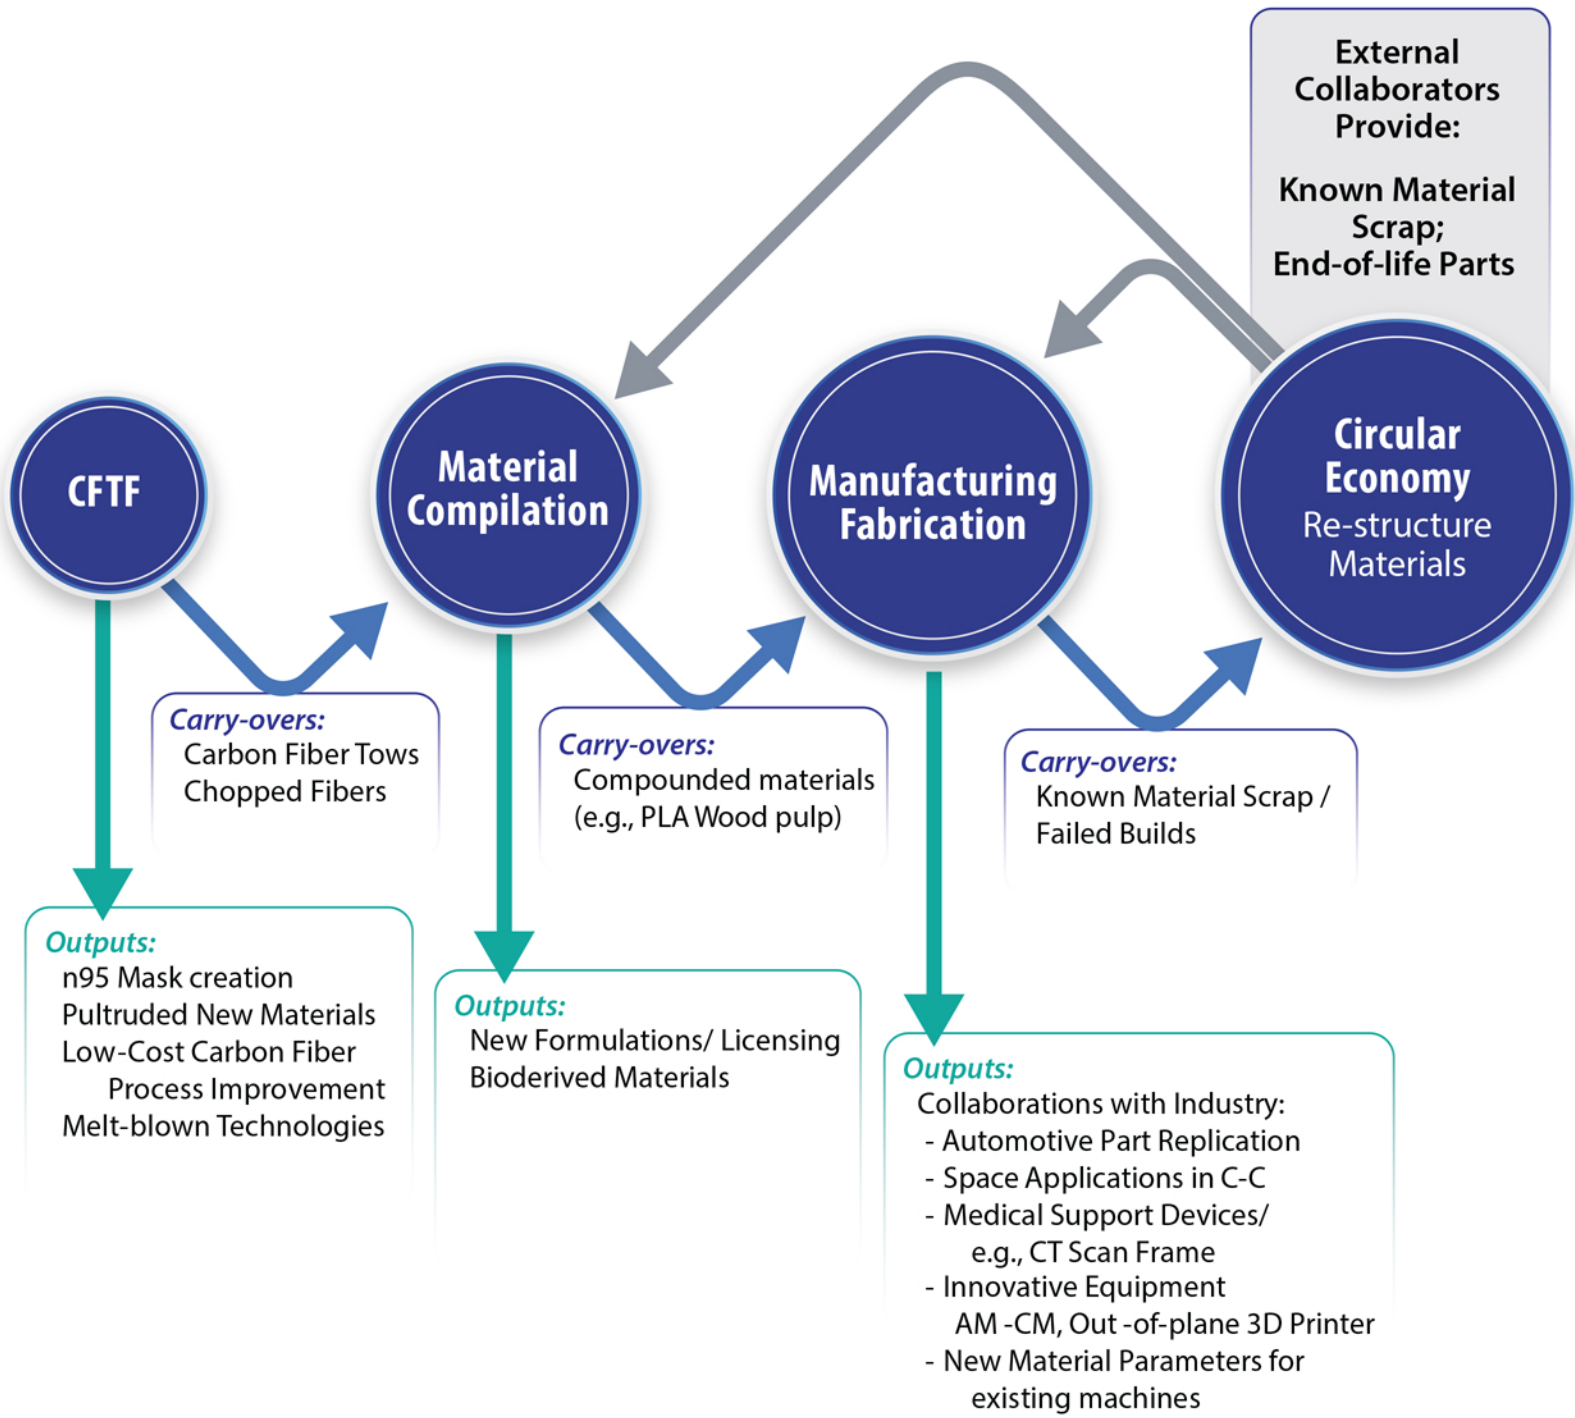 External
Collaborators
Provide:
Known Material
Scrap;
End-of-life Parts
CFTF
Material
Compilation
Manufacturing
Fabrication
Circular
Economy
Re-structure
Materials
Carry-overs:
Carbon Fiber Tows
Chopped Fibers
Carry-overs:
Compounded materials
(e.g., PLA Wood pulp)
Carry-overs:
Known Material Scrap /
Failed Builds
Outputs:
n95 Mask creation
Pultruded New Materials
Low-Cost Carbon Fiber
Process Improvement
Melt-blown Technologies
Outputs:
New Formulations/ Licensing
Bioderived Materials
Outputs:
Collaborations with Industry:
- Automotive Part Replication
- Space Applications in C-C
- Medical Support Devices/
e.g., CT Scan Frame
- Innovative Equipment
AM -CM, Out -of-plane 3D Printer
- New Material Parameters for
existing machines